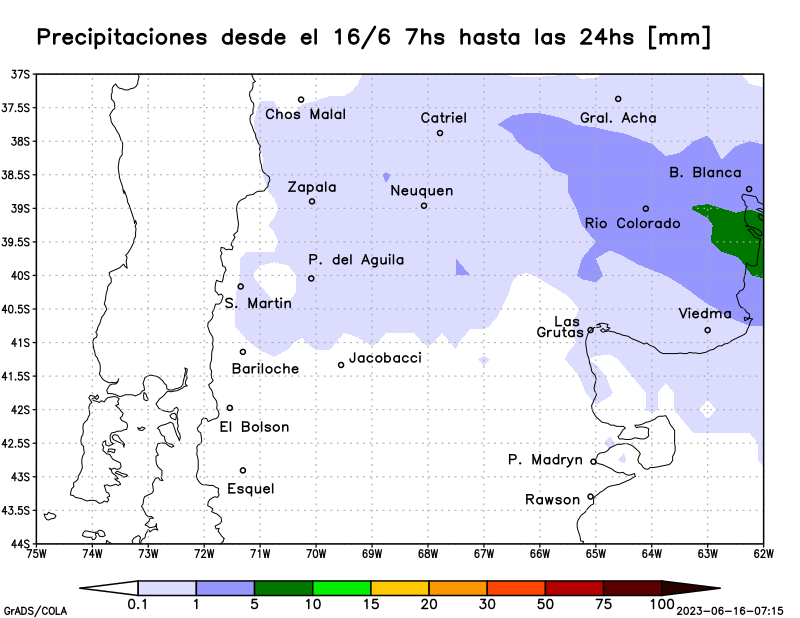 Precipitaciones desde el 16/6 7hs hasta las 24hs [mm]
37S
37.5S
Chos Malal
Catriel
Gral. Acha
38S
38.5S
B. Blanca
Zapala
Neuquen
39S
Rio Colorado
39.5S
P. del Aguila
40S
S. Martin
40.5S
Viedma
Las
Grutas
41S
Jacobacci
Bariloche
41.5S
42S
El Bolson
42.5S
P. Madryn
43S
Esquel
Rawson
43.5S
44S
75W 74W 73W 72W 71W 70W 69W 68W 67W 66W 65W 64W 63W 62W
0.1 1 5 10 15 20 30 50 75 100
GrADS/COLA
2023-06-16-07:15